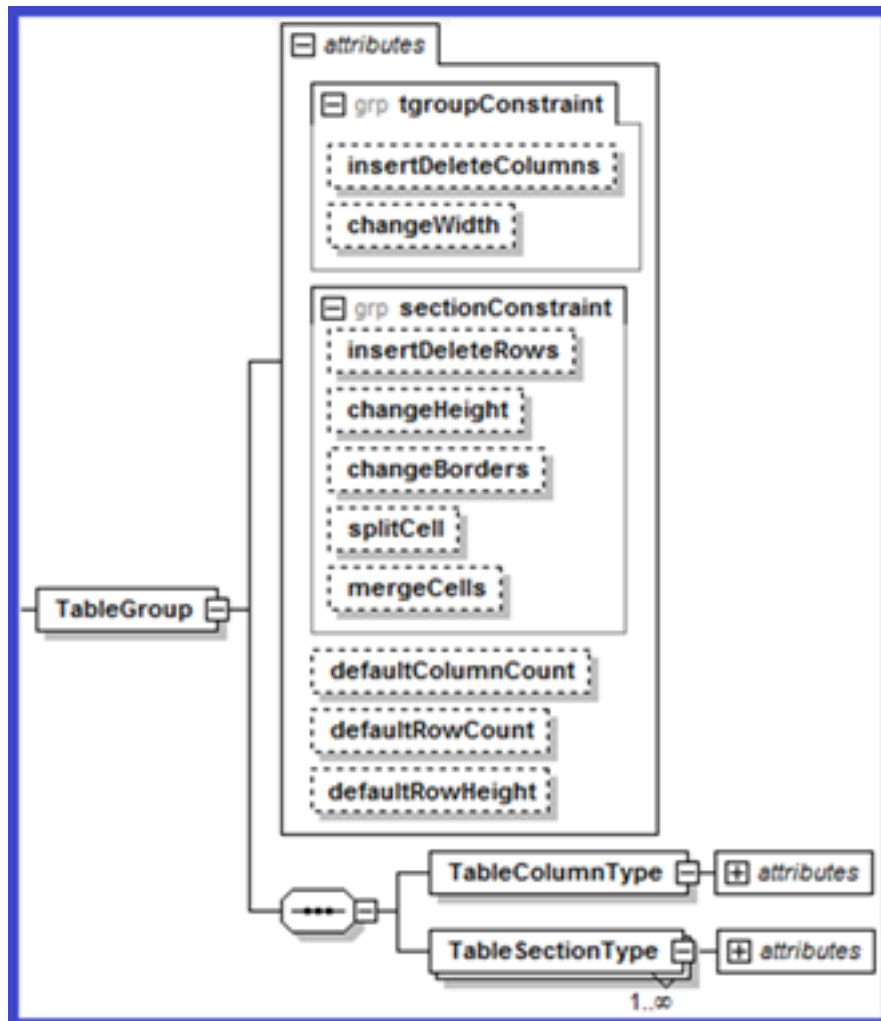 attributes
grp tgroupConstraint
insertDeleteColumns
changeWidth
grp sectionConstraint
insertDeleteRows
changeHeight
changeBorders
splitCell
mergeCells
TableGroup
defaultColumnCount
defaultRowCount
defaultRowHeight
TableColumnType attributes
TableSectionType attributes
1..∞